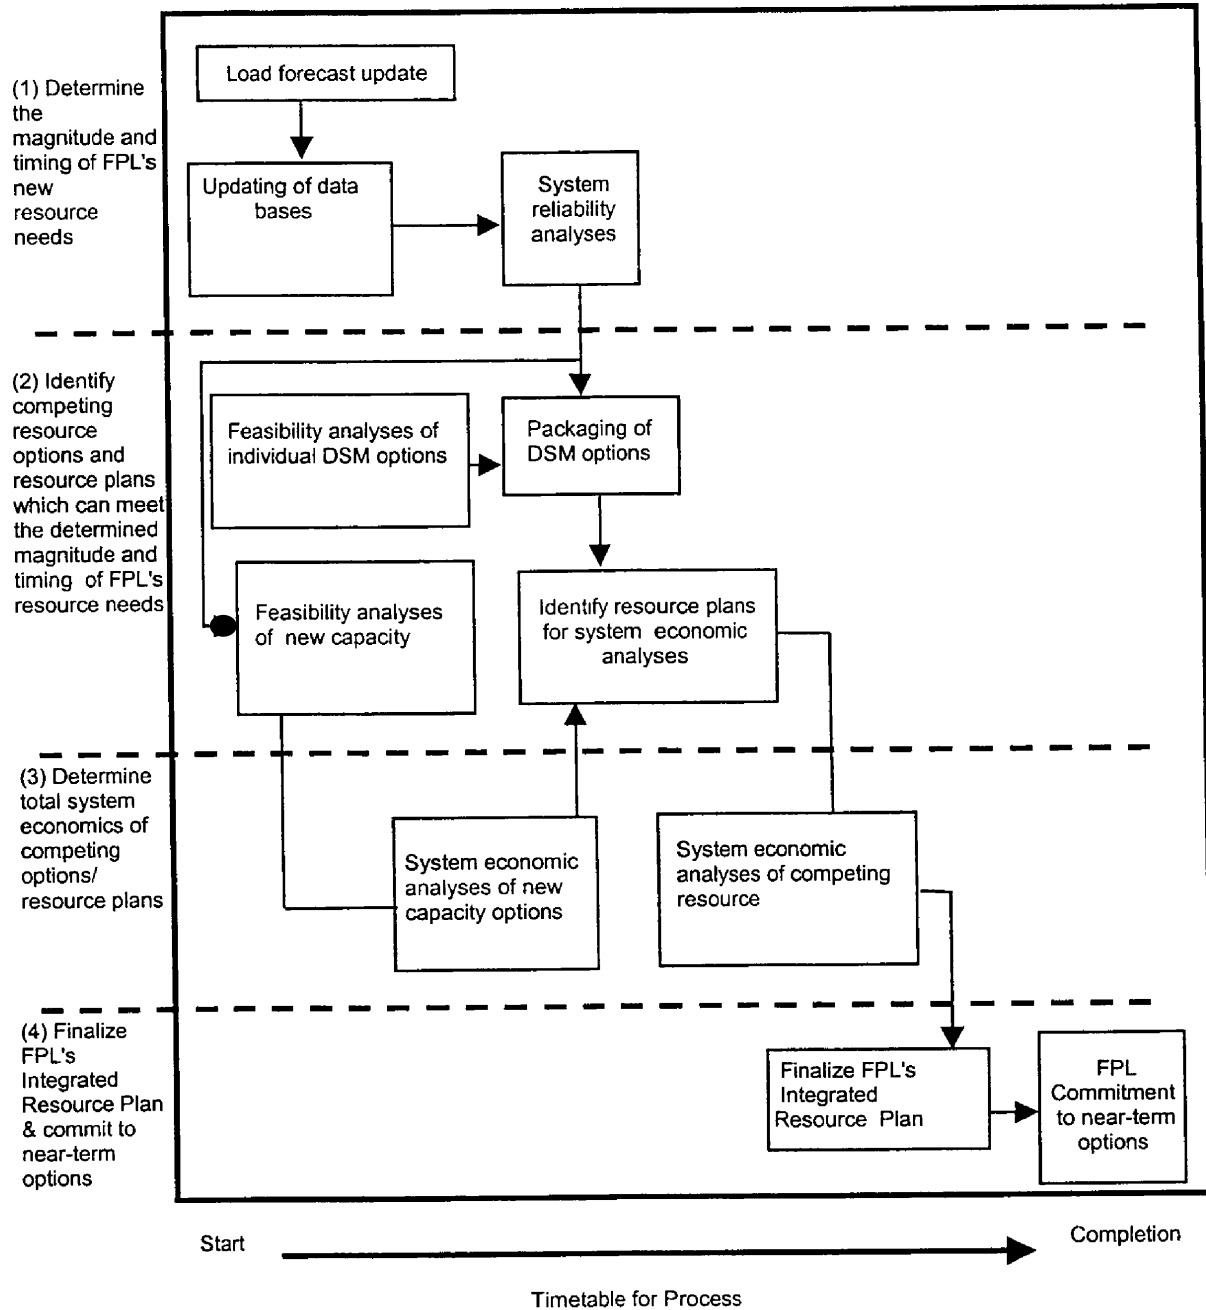 (1) Determine
the
magnitude and
timing of FPL's
new
resource
needs
Load forecast update
Updating of data
bases
System
reliability
analyses
(2) Identify
competing
resource
options and
resource plans
which can meet
the determined
magnitude and
timing of FPL's
resource needs
Feasibility analyses of
individual DSM options
Packaging of
DSM options
Feasibility analyses
of new capacity
Identify resource plans
for system economic
analyses
(3) Determine
total system
economics of
competing
options/
resource plans
System economic
analyses of new
capacity options
System economic
analyses of competing
resource
(4) Finalize
FPL's
Integrated
Resource Plan
& commit to
near-term
options
Finalize FPL's
Integrated
Resource Plan
FPL
Commitment
to near-term
options
Start
Completion
Timetable for Process